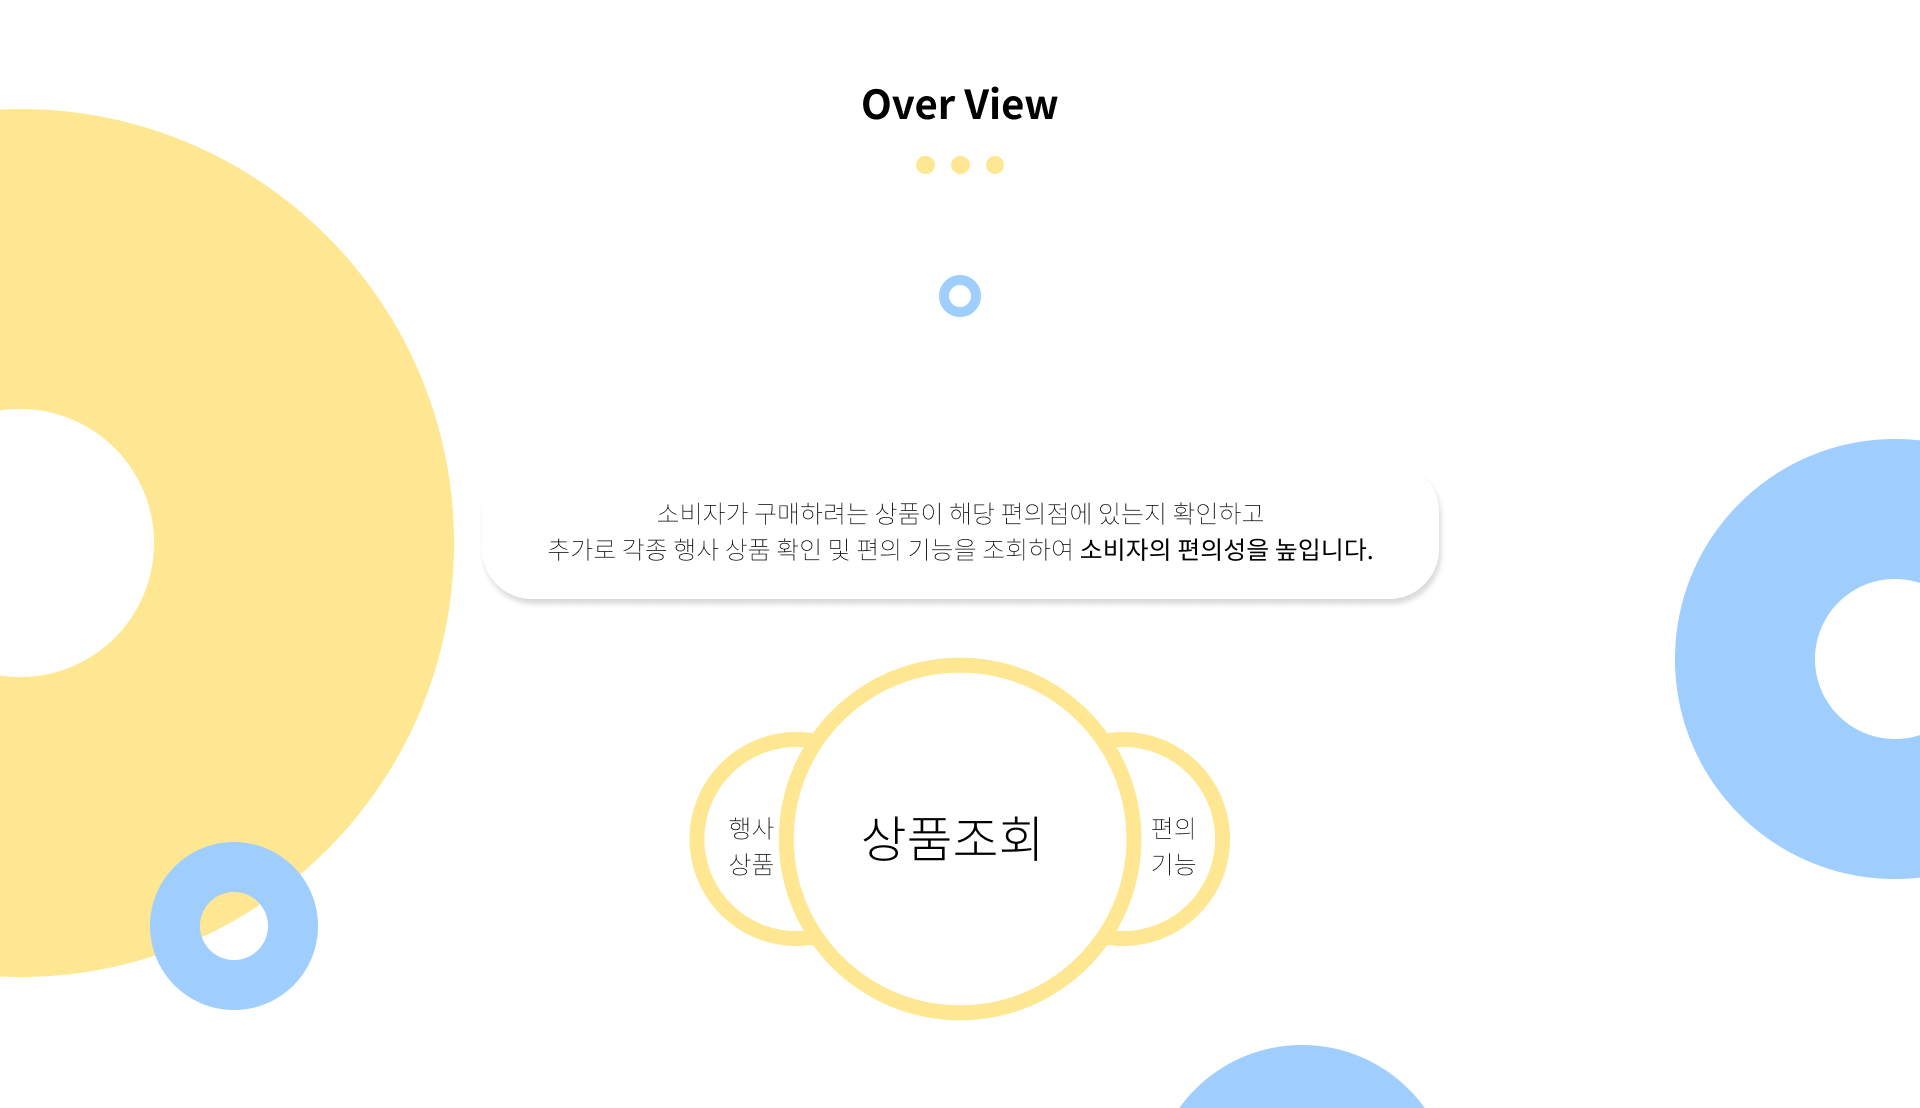 Over View
소비자가 구매하려는 상품이 해당 편의점에 있는지 확인하고
추가로 각종 행사 상품 확인 및 편의 기능을 조회하여 소비자의 편의성을 높입니다.
행사
상품
상품조회
편의
기능